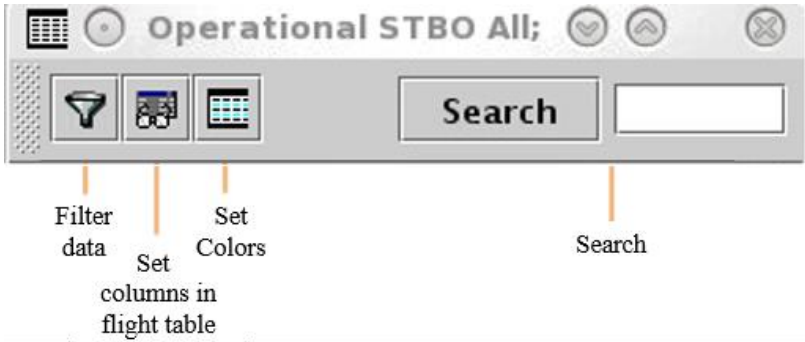 Operational STBO All;
Search
Filter
data
Set
columns in
flight table
Set
Colors
Search